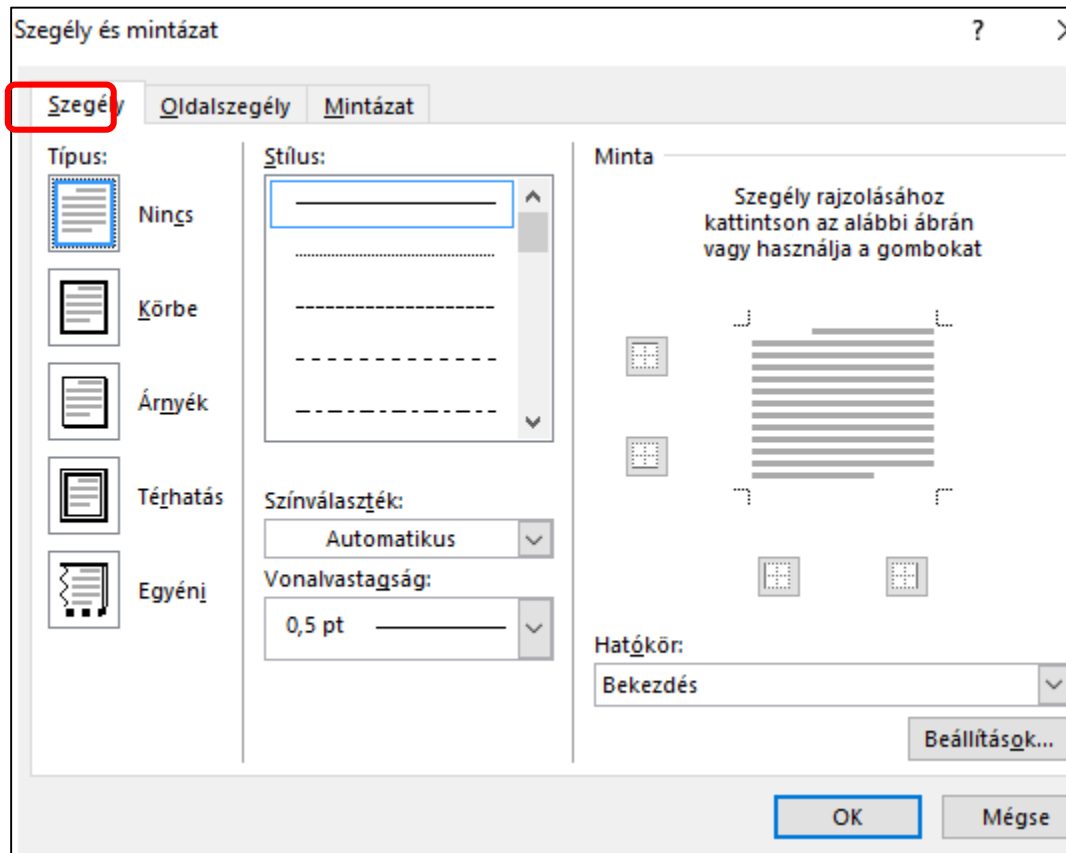 Szegély és mintázat
?
Szegély Oldalszegély Mintázat
Típus:
Nincs
Körbe
Árnyék
Térhatás
Egyéni
Stílus:
Színválaszték:
Automatikus
Vonalvastagság:
0,5 pt
Minta
Szegély rajzolásához
kattintson az alábbi ábrán
vagy használja a gombokat
Hatókör:
Bekezdés
Beállítások...
OK Mégse